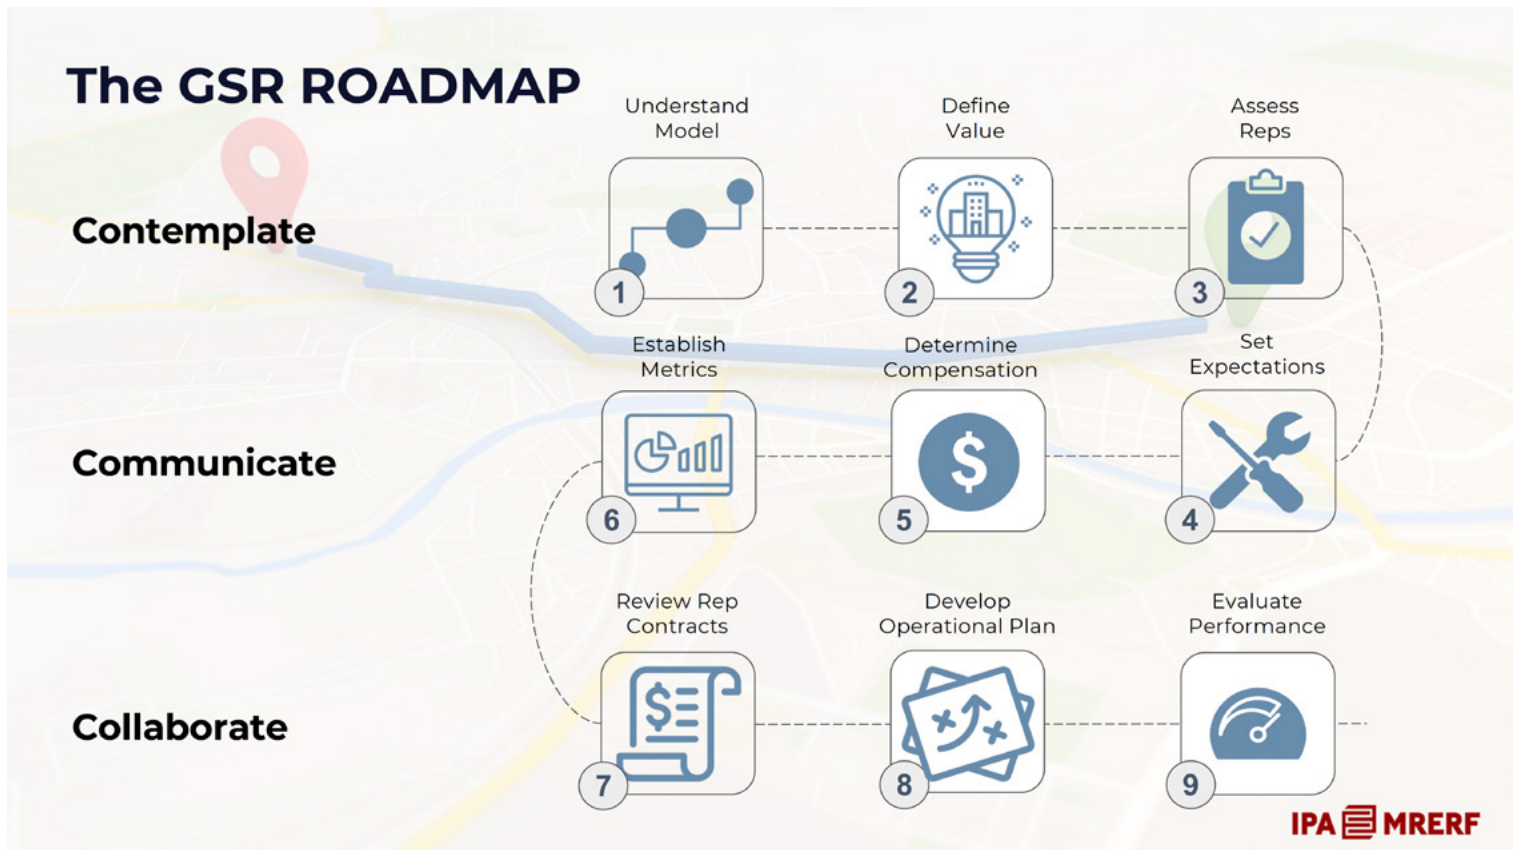 The GSR ROADMAP
Contemplate
Understand
Model
1
Define
Value
2
Assess
Reps
3
Communicate
Establish
Metrics
6
Determine
Compensation
5
Set
Expectations
4
Collaborate
Review Rep
Contracts
7
Develop
Operational Plan
8
Evaluate
Performance
9
IPA MRERF